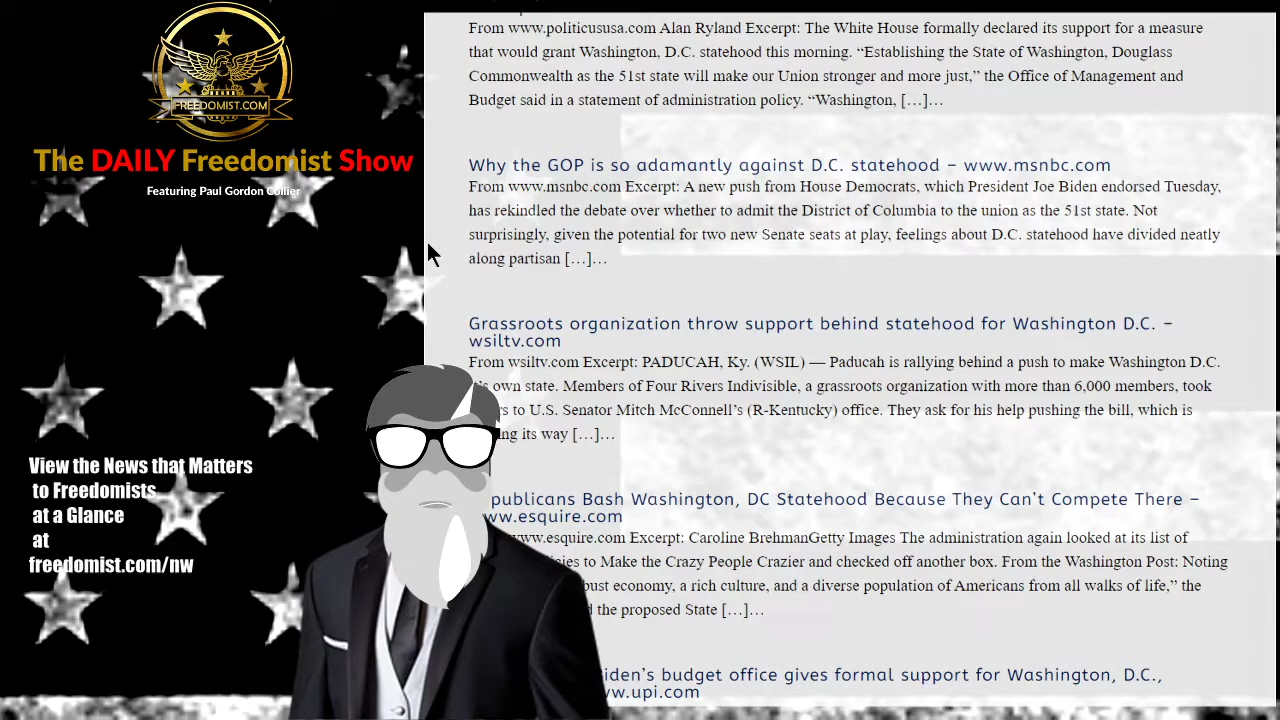 FREEDOMIST.COM
The DAILY Freedomist Show
Featuring Paul Gordon Collier
View the News that Matters
to Freedomists
at a Glance
at
freedomist.com/nw
From www.politicususa.com Alan Ryland Excerpt: The White House formally declared its support for a measure
that would grant Washington, D.C. statehood this morning. “Establishing the State of Washington, Douglass
Commonwealth as the 51st state will make our Union stronger and more just,” the Office of Management and
Budget said in a statement of administration policy. “Washington, […]…
Why the GOP is so adamantly against D.C. statehood – www.msnbc.com
From www.msnbc.com Excerpt: A new push from House Democrats, which President Joe Biden endorsed Tuesday,
has rekindled the debate over whether to admit the District of Columbia to the union as the 51st state. Not
surprisingly, given the potential for two new Senate seats at play, feelings about D.C. statehood have divided neatly
along partisan […]…
Grassroots organization throw support behind statehood for Washington D.C. –
wsiltv.com
From wsiltv.com Excerpt: PADUCAH, Ky. (WSIL) — Paducah is rallying behind a push to make Washington D.C.
own state. Members of Four Rivers Indivisible, a grassroots organization with more than 6,000 members, took
to U.S. Senator Mitch McConnell’s (R-Kentucky) office. They ask for his help pushing the bill, which is
its way […]…
publicans Bash Washington, DC Statehood Because They Can’t Compete There –
ww.esquire.com
www.esquire.com Excerpt: Caroline BrehmanGetty Images The administration again looked at its list of
to Make the Crazy People Crazier and checked off another box. From the Washington Post: Noting
bust economy, a rich culture, and a diverse population of Americans from all walks of life,” the
the proposed State […]…
iden’s budget office gives formal support for Washington, D.C.,
w.upi.com